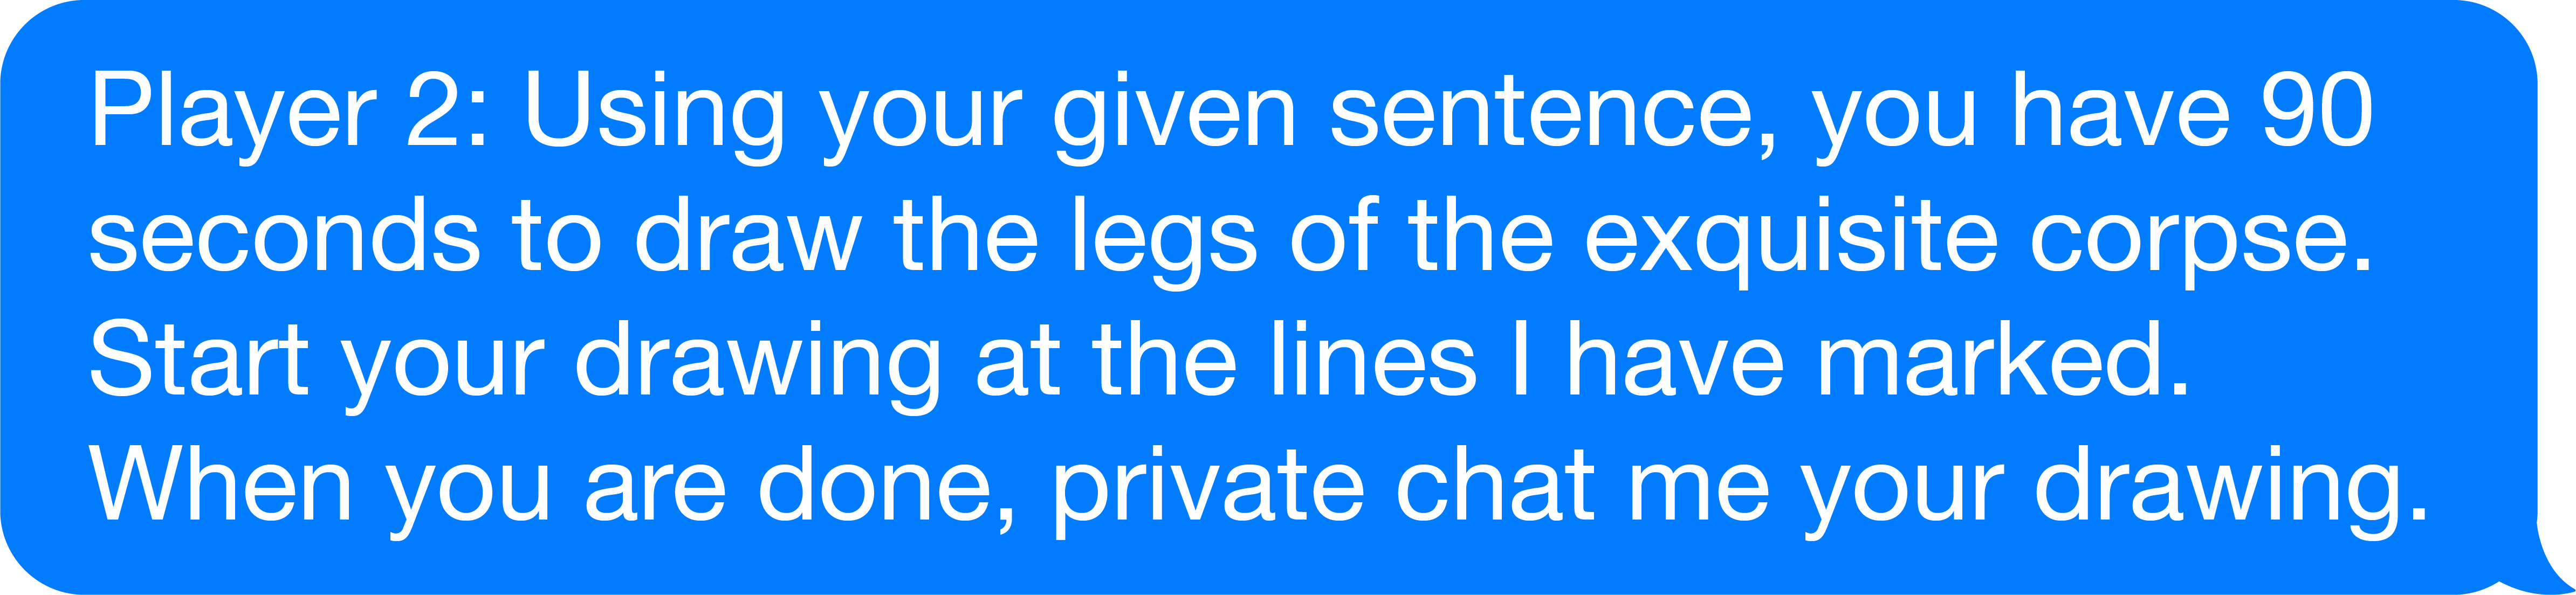 Player 2: Using your given sentence, you have 90
seconds to draw the legs of the exquisite corpse.
Start your drawing at the lines I have marked.
When you are done, private chat me your drawing.